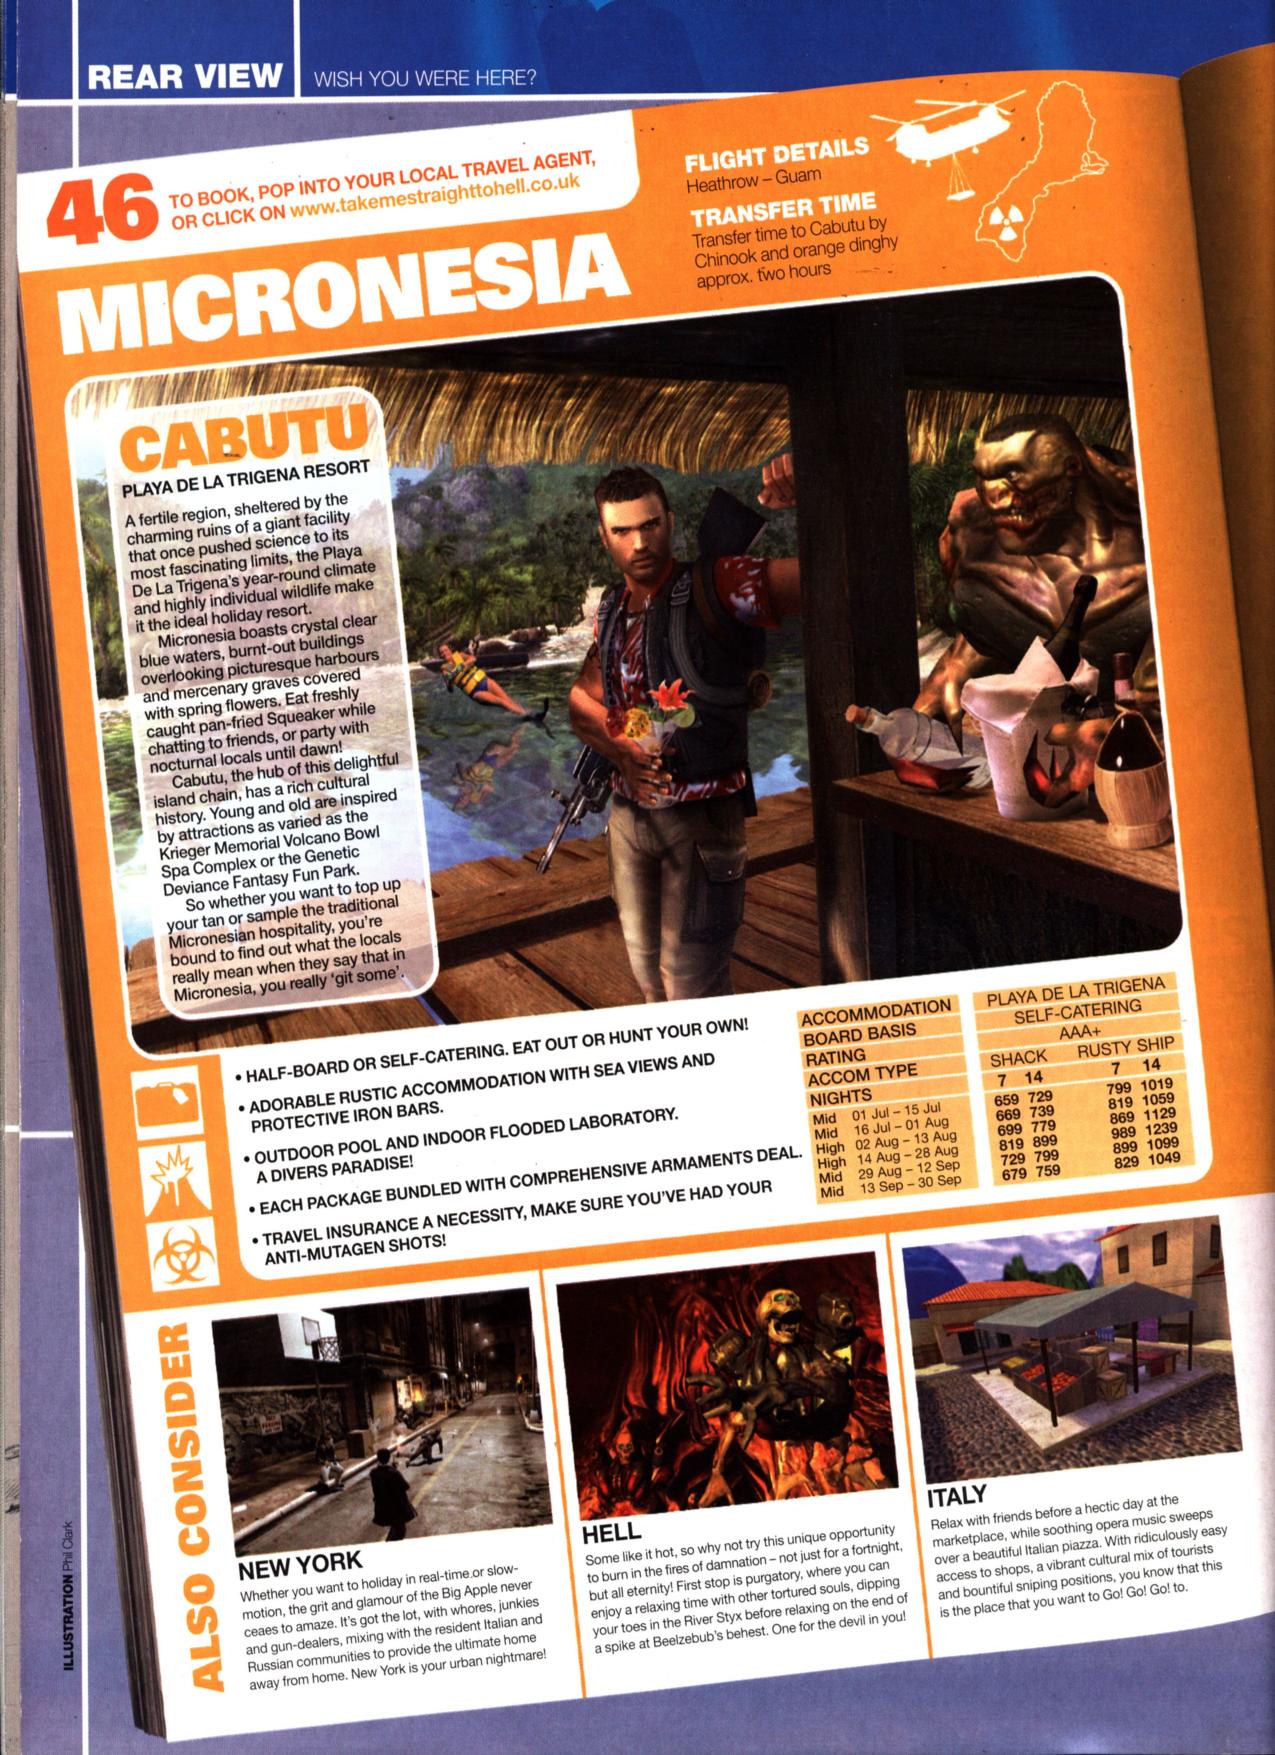 REAR VIEW
WISH YOU WERE HERE?
46
TO BOOK, POP INTO YOUR LOCAL TRAVEL AGENT,
OR CLICK ON www.takemestraighttohell.co.uk
FLIGHT DETAILS
Heathrow – Guam
TRANSFER TIME
Transfer time to Cabutu by
Chinook and orange dinghy
approx. two hours
MICRONESIA
CABUTU
PLAYA DE LA TRIGENA RESORT
A fertile region, sheltered by the
charming ruins of a giant facility
that once pushed science to its
most fascinating limits, the Playa
De La Trigena's year-round climate
and highly individual wildlife make
it the ideal holiday resort.
Micronesia boasts crystal clear
blue waters, burnt-out buildings
overlooking picturesque harbours
and mercenary graves covered
with spring flowers. Eat freshly
caught pan-fried Squeaker while
chatting to friends, or party with
nocturnal locals until dawn!
Cabutu, the hub of this delightful
island chain, has a rich cultural
history. Young and old are inspired
by attractions as varied as the
Krieger Memorial Volcano Bowl
Spa Complex or the Genetic
Deviance Fantasy Fun Park.
So whether you want to top up
your tan or sample the traditional
Micronesian hospitality, you're
bound to find out what the locals
really mean when they say that in
Micronesia, you really 'git some'.
• HALF-BOARD OR SELF-CATERING. EAT OUT OR HUNT YOUR OWN!
• ADORABLE RUSTIC ACCOMMODATION WITH SEA VIEWS AND
PROTECTIVE IRON BARS.
• OUTDOOR POOL AND INDOOR FLOODED LABORATORY.
A DIVERS PARADISE!
• EACH PACKAGE BUNDLED WITH COMPREHENSIVE ARMAMENTS DEAL.
• TRAVEL INSURANCE A NECESSITY, MAKE SURE YOU'VE HAD YOUR
ANTI-MUTAGEN SHOTS!
ACCOMMODATION PLAYA DE LA TRIGENA
BOARD BASIS SELF-CATERING
RATING AAA+
ACCOM TYPE SHACK RUSTY SHIP
NIGHTS 7 14 7 14
Mid 01 Jul – 15 Jul 659 729 799 1019
Mid 16 Jul – 01 Aug 669 739 819 1059
High 02 Aug – 13 Aug 699 779 869 1129
High 14 Aug – 28 Aug 819 899 989 1239
Mid 29 Aug – 12 Sep 729 799 899 1099
Mid 13 Sep – 30 Sep 679 759 829 1049
ALSO CONSIDER
NEW YORK
Whether you want to holiday in real-time or slow-
motion, the grit and glamour of the Big Apple never
ceaes to amaze. It's got the lot, with whores, junkies
and gun-dealers, mixing with the resident Italian and
Russian communities to provide the ultimate home
away from home. New York is your urban nightmare!
HELL
Some like it hot, so why not try this unique opportunity
to burn in the fires of damnation – not just for a fortnight,
but all eternity! First stop is purgatory, where you can
enjoy a relaxing time with other tortured souls, dipping
your toes in the River Styx before relaxing on the end of
a spike at Beelzebub's behest. One for the devil in you!
ITALY
Relax with friends before a hectic day at the
marketplace, while soothing opera music sweeps
over a beautiful Italian piazza. With ridiculously easy
access to shops, a vibrant cultural mix of tourists
and bountiful sniping positions, you know that this
is the place that you want to Go! Go! Go! to.
ILLUSTRATION Phil Clark